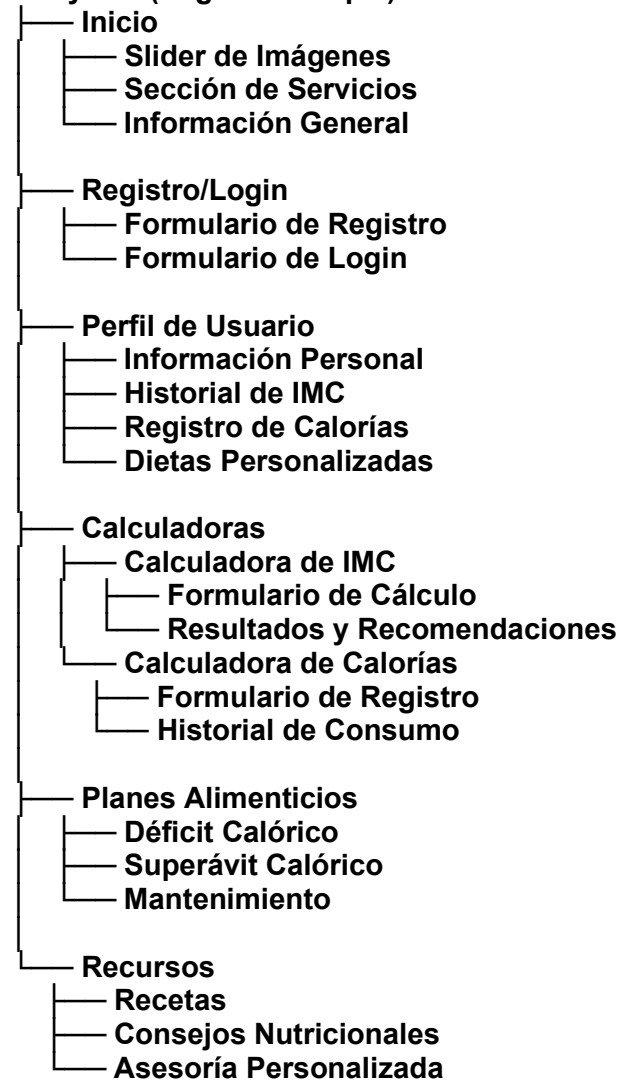 ├── Inicio
│   ├── Slider de Imágenes
│   ├── Sección de Servicios
│   └── Información General
│
├── Registro/Login
│   ├── Formulario de Registro
│   └── Formulario de Login
│
├── Perfil de Usuario
│   ├── Información Personal
│   ├── Historial de IMC
│   ├── Registro de Calorías
│   └── Dietas Personalizadas
│
├── Calculadoras
│   ├── Calculadora de IMC
│   │   ├── Formulario de Cálculo
│   │   └── Resultados y Recomendaciones
│   └── Calculadora de Calorías
│       ├── Formulario de Registro
│       └── Historial de Consumo
│
├── Planes Alimenticios
│   ├── Déficit Calórico
│   ├── Superávit Calórico
│   └── Mantenimiento
│
└── Recursos
    ├── Recetas
    ├── Consejos Nutricionales
    └── Asesoría Personalizada